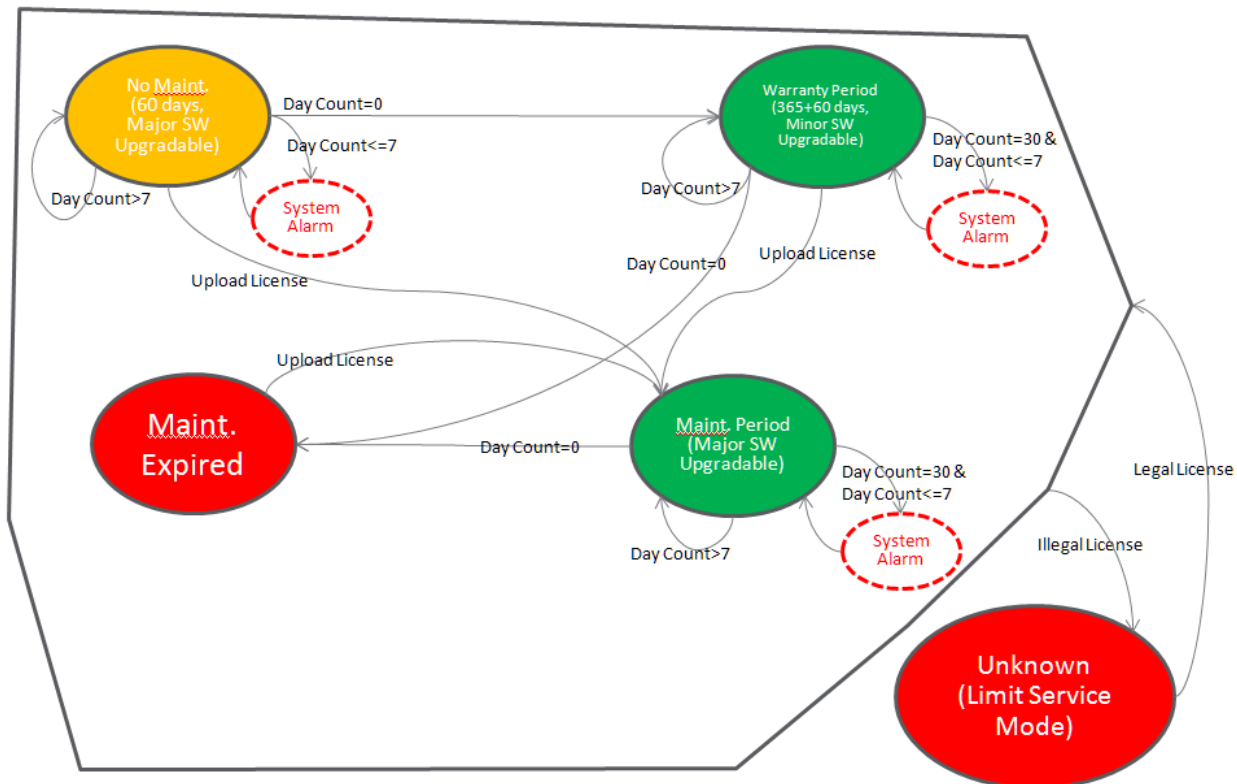 No Maint.
(60 days,
Major SW
Upgradable)
Day Count=0
Day Count<=7
Day Count>7
System
Alarm
Upload License
Warranty Period
(365+60 days,
Minor SW
Upgradable)
Day Count=30 &
Day Count<=7
Day Count>7
System
Alarm
Day Count=0
Upload License
Upload License
Maint.
Expired
Day Count=0
Maint. Period
(Major SW
Upgradable)
Day Count=30 &
Day Count<=7
Day Count>7
System
Alarm
Legal License
Illegal License
Unknown
(Limit Service
Mode)